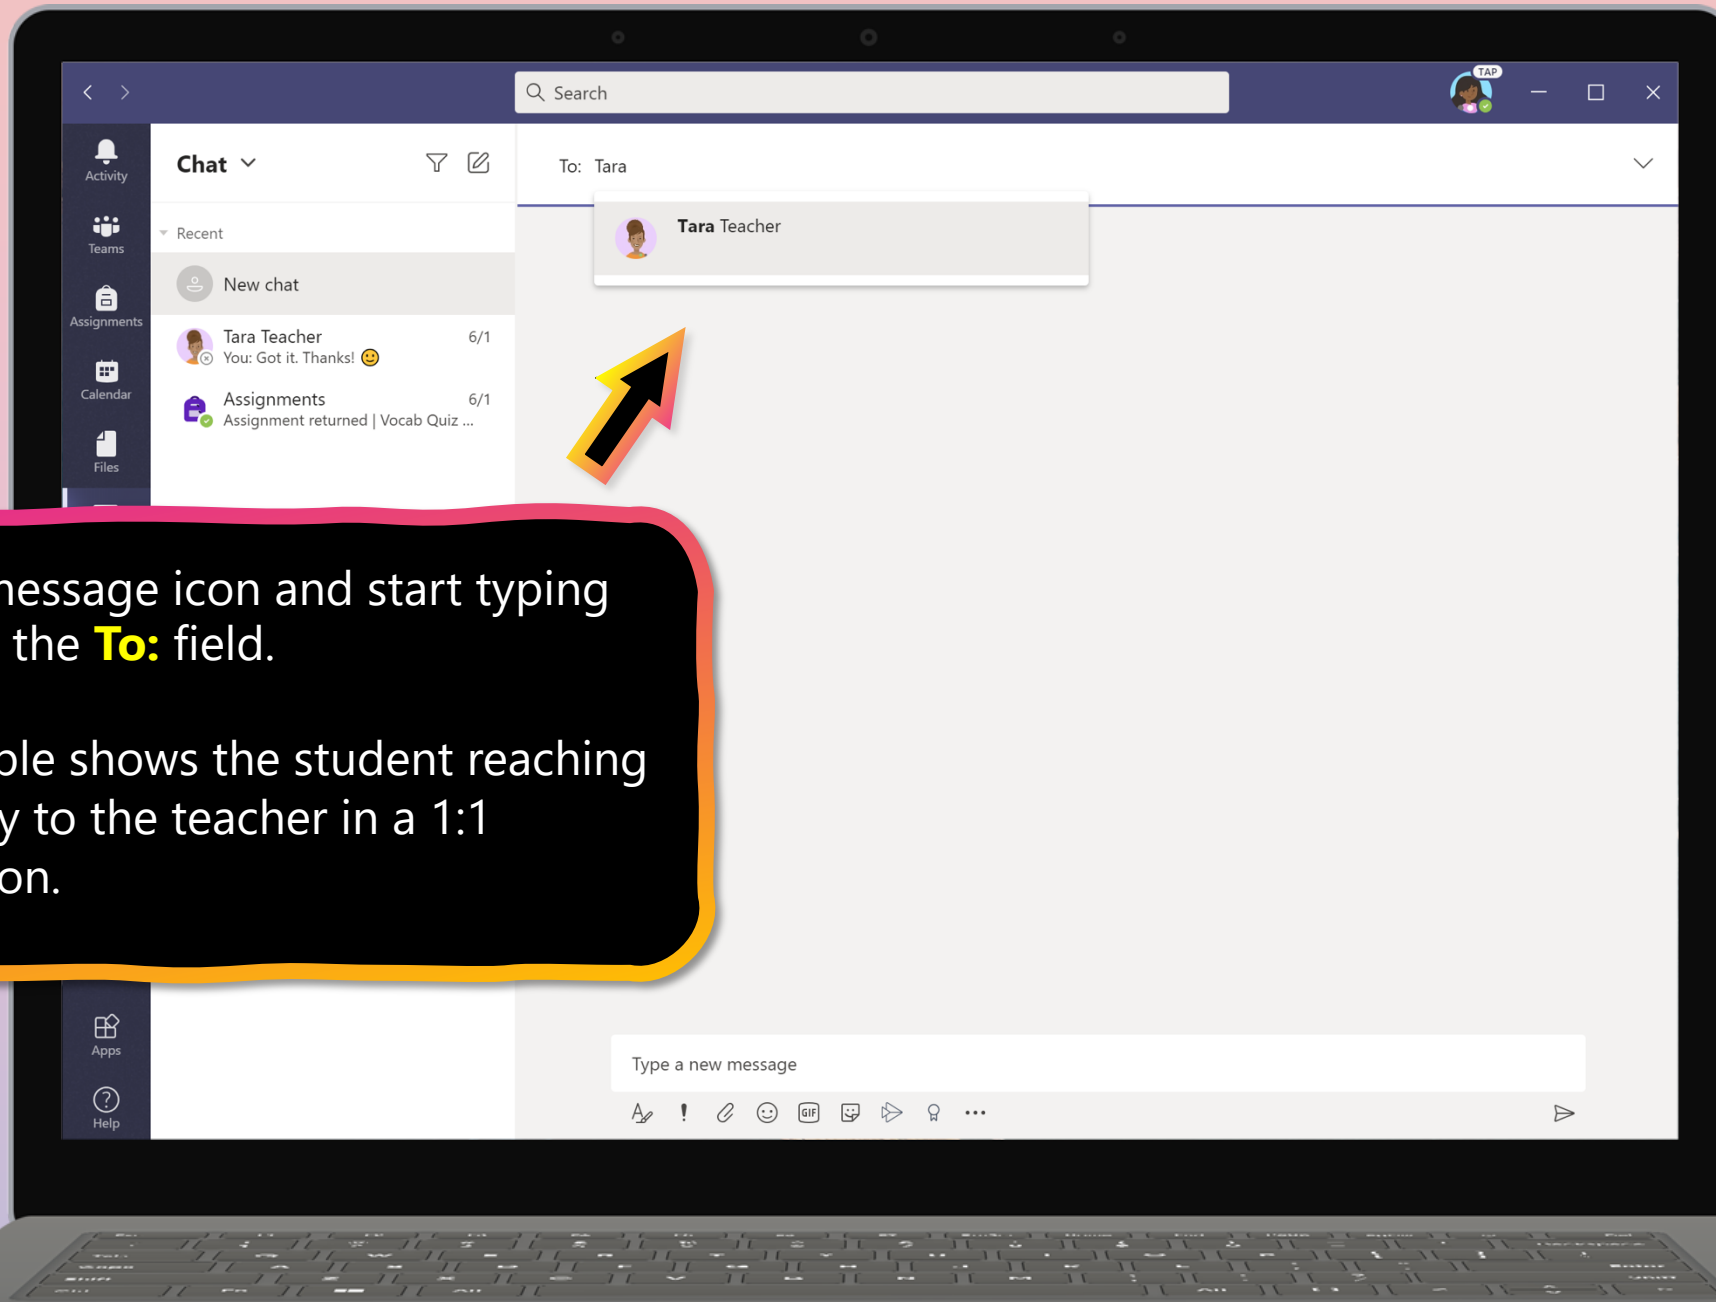 Search
TAP
Activity
Chat
To: Tara
Tara Teacher
Teams
Recent
New chat
Assignments
Tara Teacher 6/1
You: Got it. Thanks!
Calendar
Assignments 6/1
Assignment returned | Vocab Quiz ...
Files
message icon and start typing
the To: field.
ple shows the student reaching
y to the teacher in a 1:1
on.
Apps
Type a new message
GIF
Help